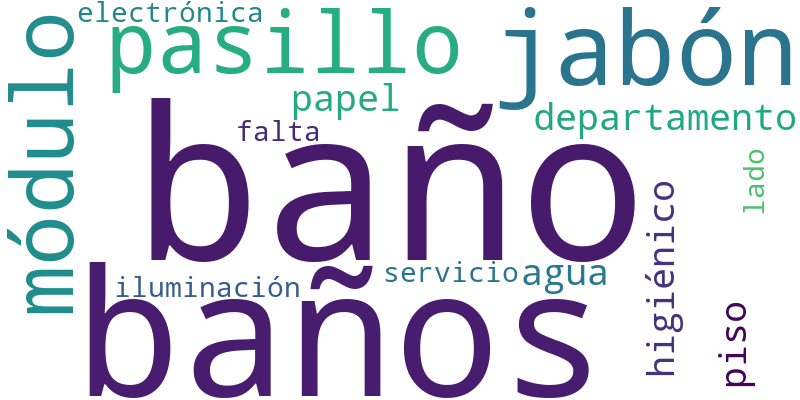 electrónica
pasillo
jabón
módulo
papel
departamento
falta
baño
lado
higiénico
servicio
agua
iluminación
baños
piso